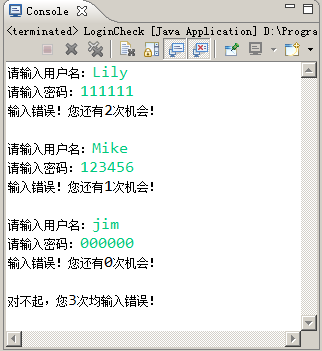 Console
<terminated> LoginCheck [Java Application] D:\Progra
请输入用户名：Lily
请输入密码：111111
输入错误！您还有2次机会！
请输入用户名：Mike
请输入密码：123456
输入错误！您还有1次机会！
请输入用户名：jim
请输入密码：000000
输入错误！您还有0次机会！
对不起，您3次均输入错误！